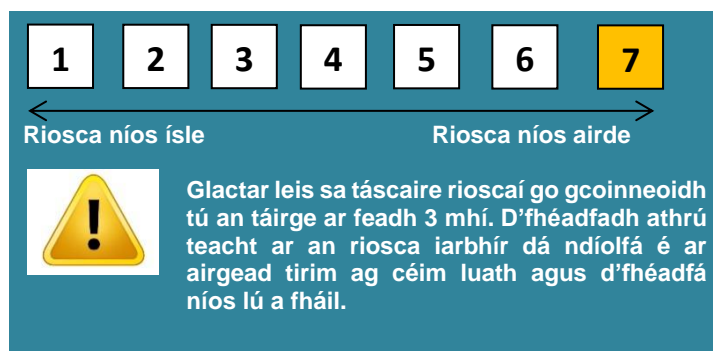 1 2 3 4 5 6 7
Riosca níos ísle Riosca níos airde
Glactar leis sa táscaire rioscaí go gcoinneoidh
tú an táirge ar feadh 3 mhí. D’fhéadfadh athrú
teacht ar an riosca iarbhír dá ndíolfá é ar
airgead tirim ag céim luath agus d’fhéadfá
níos lú a fháil.